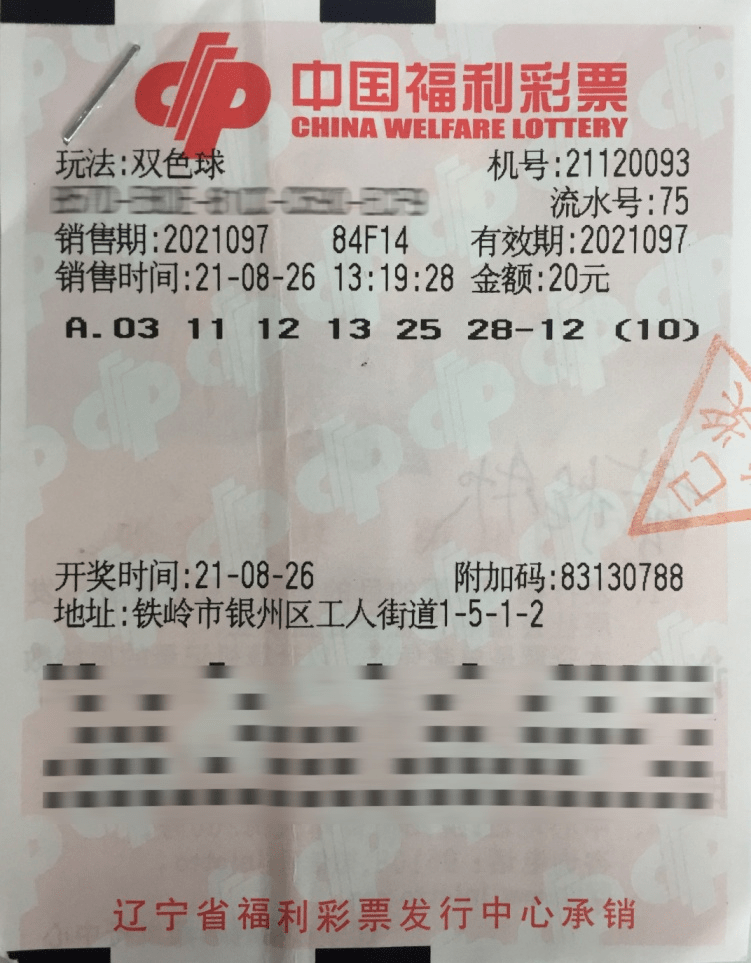 中国福利彩票
CHINA WELFARE LOTTERY
玩法:双色球 机号:21120093
流水号:75
销售期:2021097 84F14 有效期:2021097
销售时间:21-08-26 13:19:28 金额:20元
A.03 11 12 13 25 28-12 (10)
已
开奖时间:21-08-26 附加码:83130788
地址:铁岭市银州区工人街道1-5-1-2
辽宁省福利彩票发行中心承销